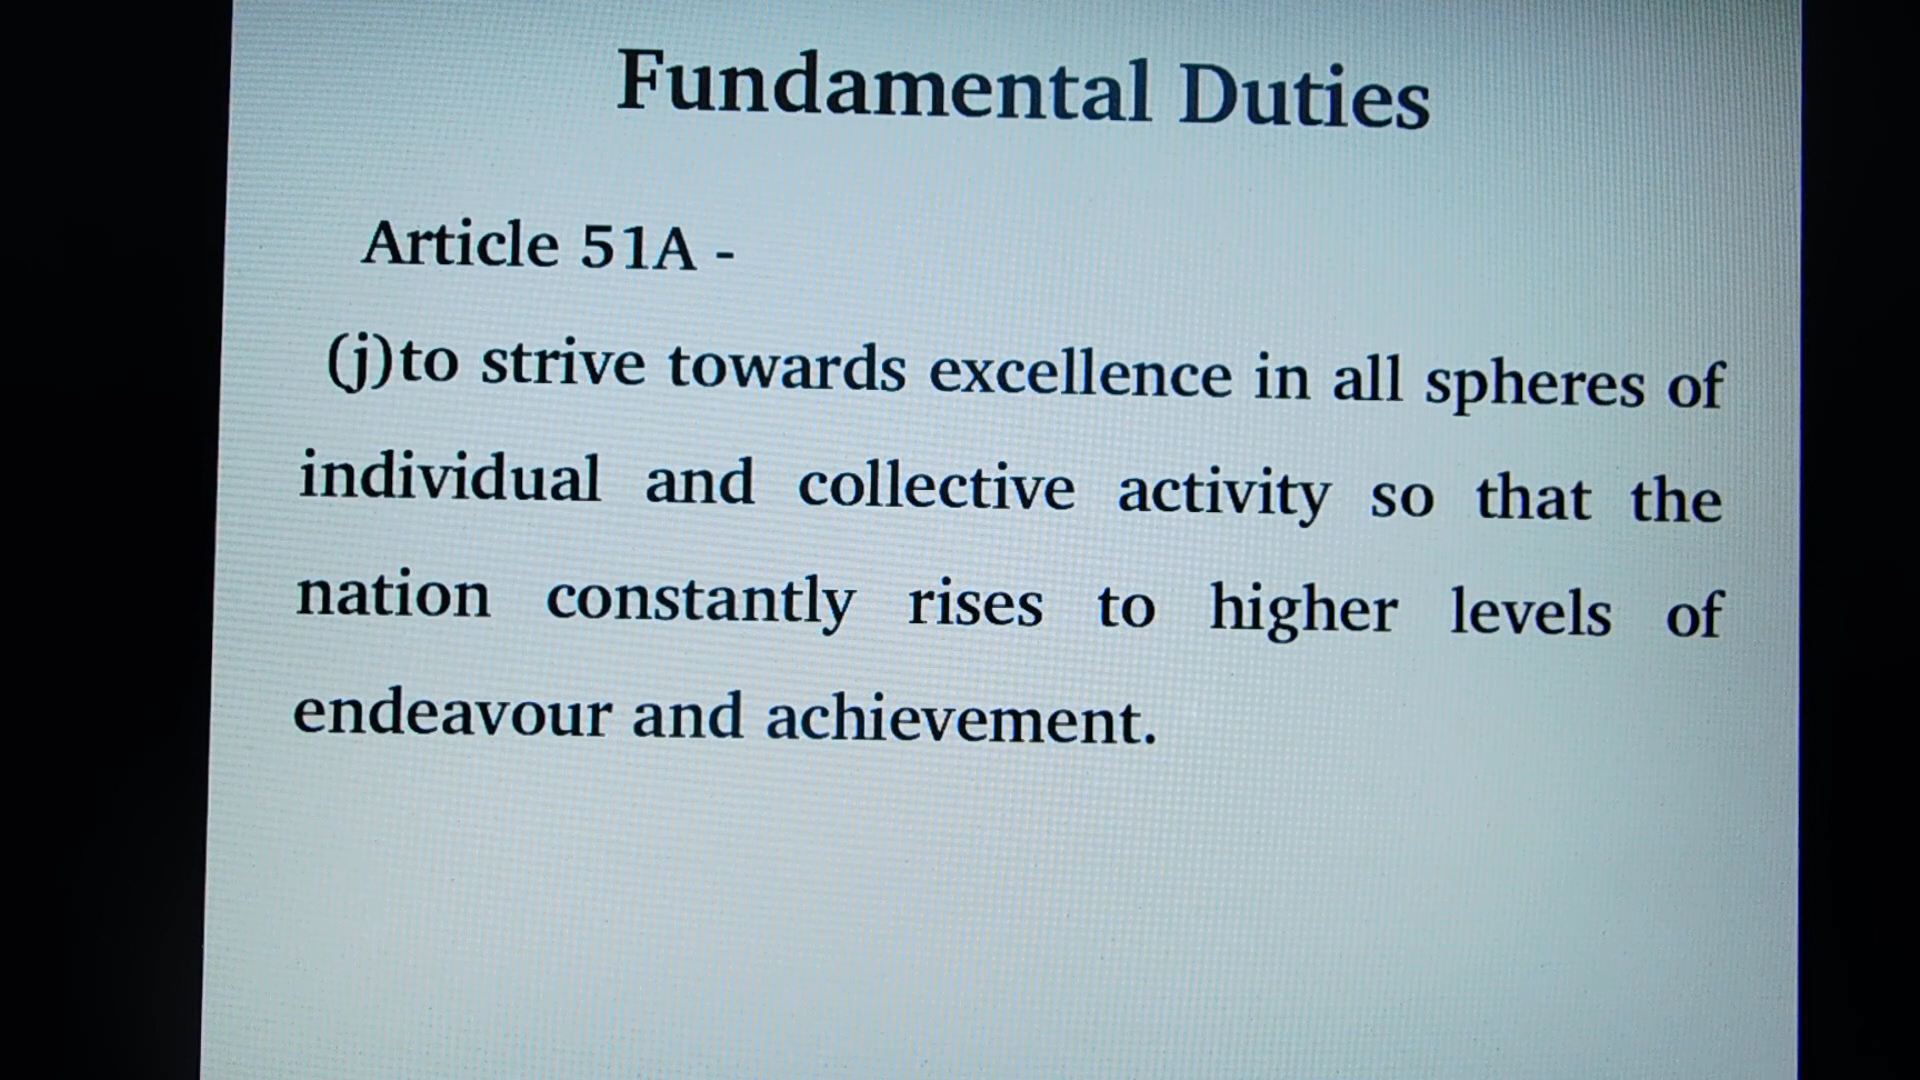 Fundamental Duties
Article 51A -
(j)to strive towards excellence in all spheres of
individual and collective activity so that the
nation constantly rises to higher levels of
endeavour and achievement.